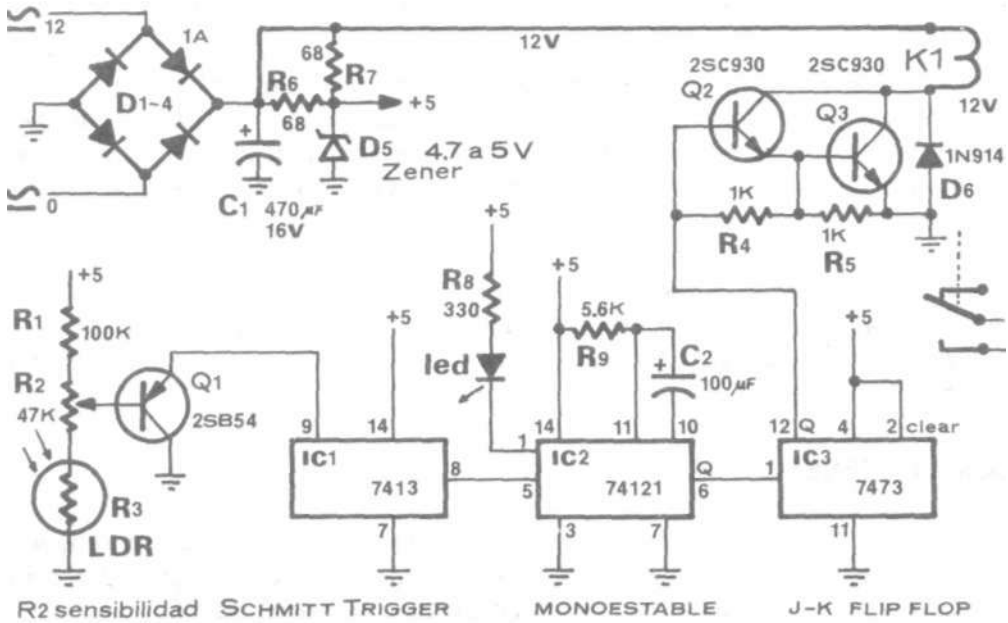 12
1A
12V
68
R7
R6
68
+5
D1~4
D5
4.7 a 5V
Zener
+
C1
470µF
16V
0
K1
2SC930
2SC930
Q2
Q3
12V
1N914
D6
1K
R4
1K
R5
+5
R1
100K
R2
47K
Q1
2SB54
R3
LDR
+5
R8
330
led
+5
+5
5.6K
R9
+
C2
100µF
9
14
IC1
7413
8
7
1
14
11
10
IC2
74121
5
Q
6
3
7
12
Q
4
2
clear
1
IC3
7473
11
R2 sensibilidad
SCHMITT TRIGGER
MONOESTABLE
J-K FLIP FLOP